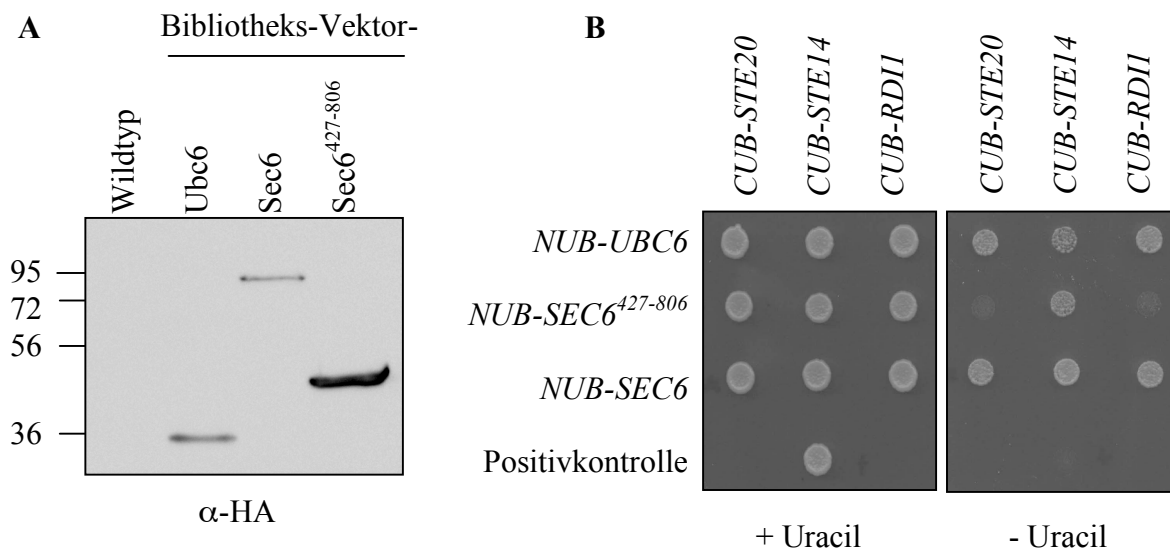 A
Bibliotheks-Vektor-
Wildtyp
Ubc6
Sec6
Sec6427-806
95
72
56
36
α-HA
B
CUB-STE20
CUB-STE14
CUB-RDI1
CUB-STE20
CUB-STE14
CUB-RDI1
NUB-UBC6
NUB-SEC6427-806
NUB-SEC6
Positivkontrolle
+ Uracil
- Uracil